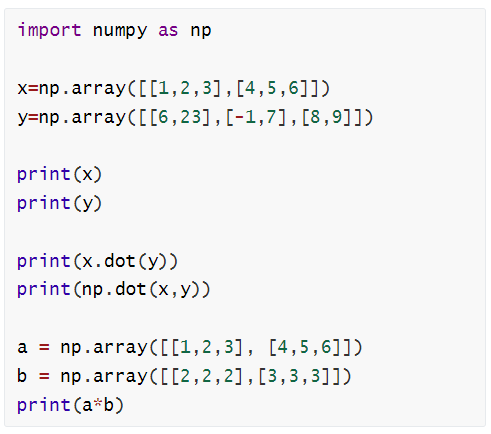 import numpy as np
x=np.array([[1,2,3],[4,5,6]])
y=np.array([[6,23],[-1,7],[8,9]])
print(x)
print(y)
print(x.dot(y))
print(np.dot(x,y))
a = np.array([[1,2,3], [4,5,6]])
b = np.array([[2,2,2],[3,3,3]])
print(a*b)